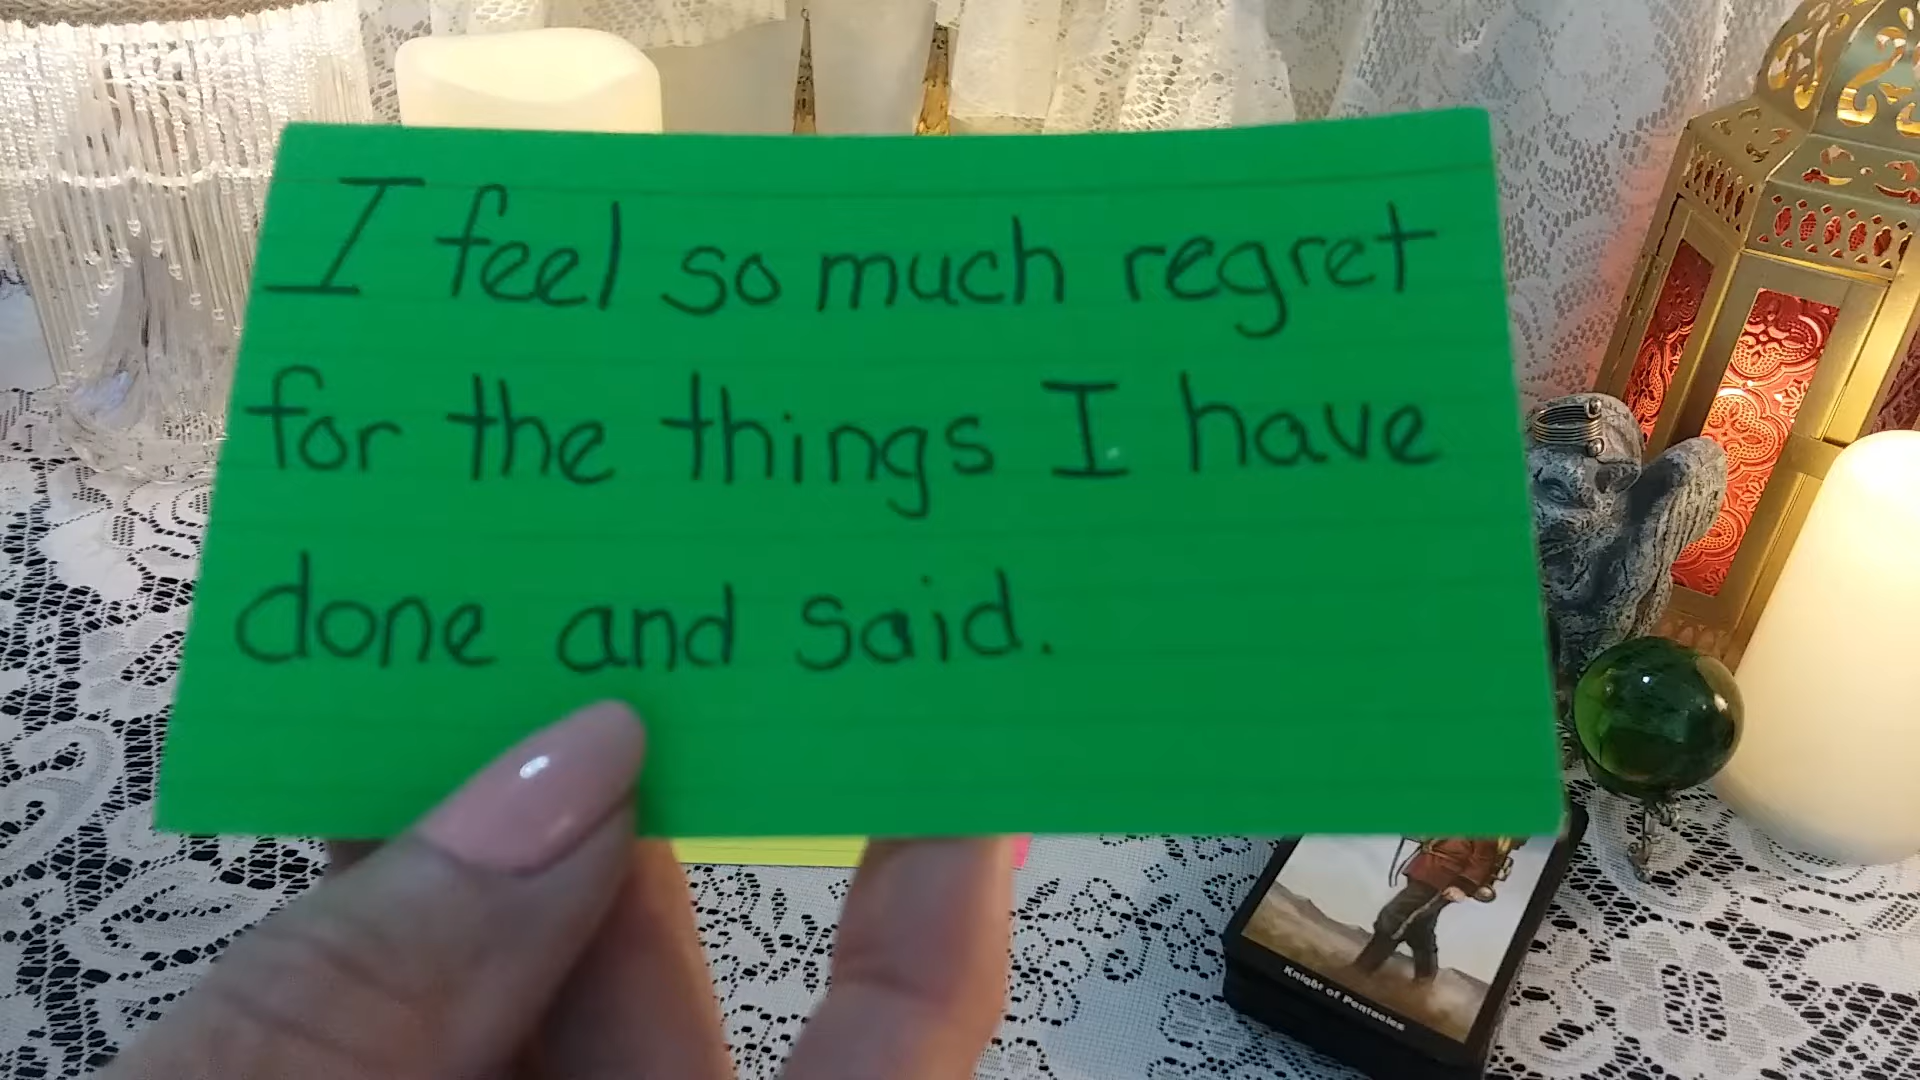 I feel so much regret
for the things I have
done and said.
Knight of Pentacles